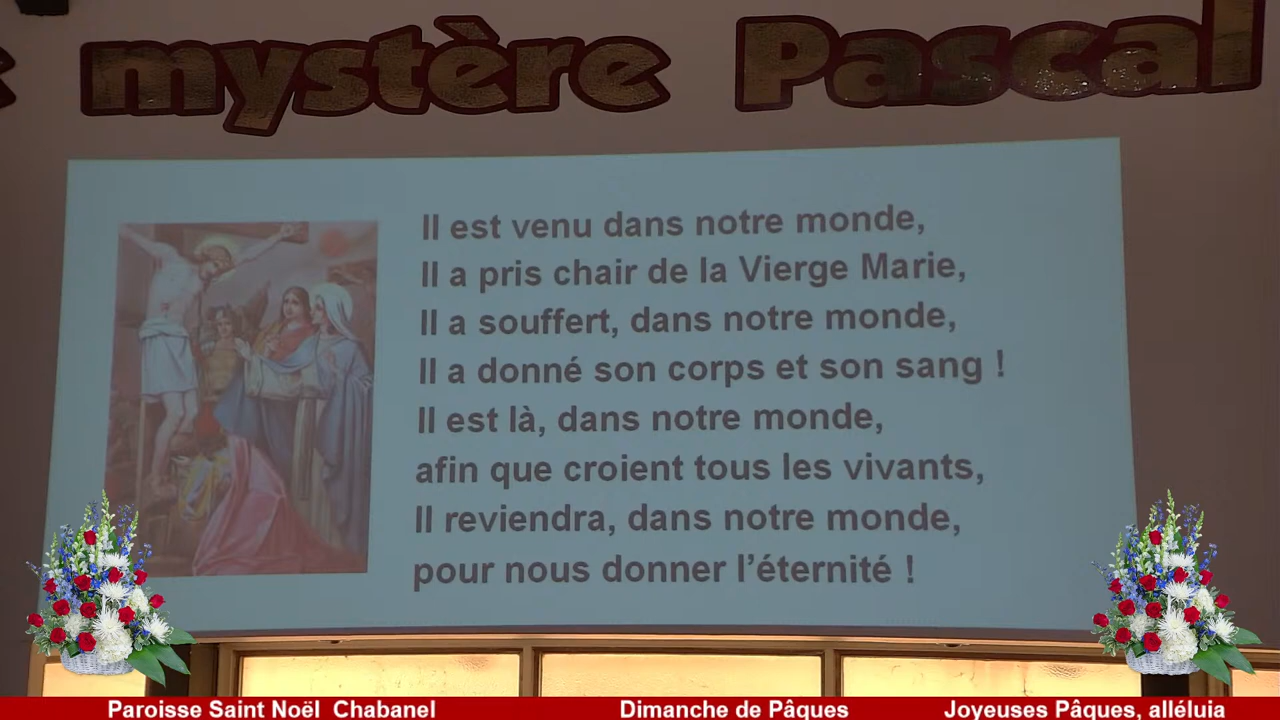 mystère Pascal
Il est venu dans notre monde,
Il a pris chair de la Vierge Marie,
Il a souffert, dans notre monde,
Il a donné son corps et son sang !
Il est là, dans notre monde,
afin que croient tous les vivants,
Il reviendra, dans notre monde,
pour nous donner l’éternité !
Paroisse Saint Noël Chabanel Dimanche de Pâques Joyeuses Pâques, alléluia